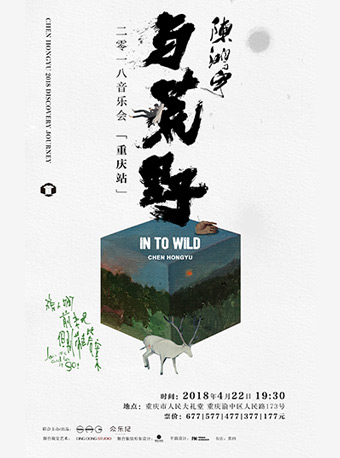 陳鸿宇
与荒野
二零一八音乐会「重庆站」
CHEN HONGYU 2018 DISCOVERY JOURNEY
IN TO WILD
CHEN HONGYU
时间：2018年4月22日 19:30
地点：重庆市人民大礼堂 重庆渝中区人民路173号
票价：677|577|477|377|177元